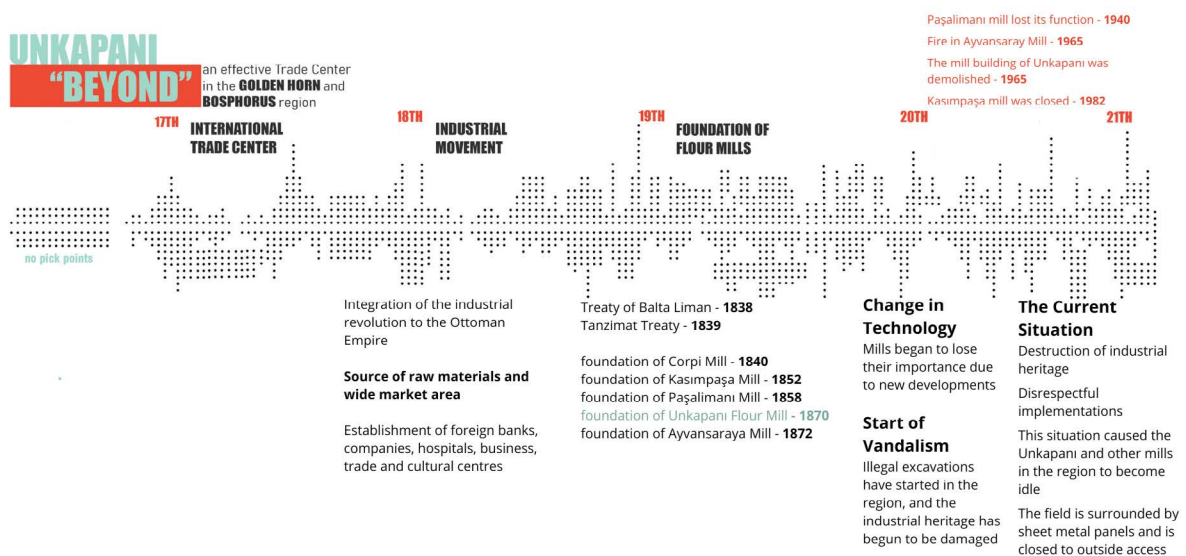 UNKAPANI
“BEYOND”
an effective Trade Center
in the GOLDEN HORN and
BOSPHORUS region
Paşalimanı mill lost its function - 1940
Fire in Ayvansaray Mill - 1965
The mill building of Unkapanı was
demolished - 1965
Kasımpaşa mill was closed - 1982
17TH
INTERNATIONAL
TRADE CENTER
18TH
INDUSTRIAL
MOVEMENT
19TH
FOUNDATION OF
FLOUR MILLS
20TH
21TH
no pick points
Integration of the industrial
revolution to the Ottoman
Empire
Source of raw materials and
wide market area
Establishment of foreign banks,
companies, hospitals, business,
trade and cultural centres
Treaty of Balta Liman - 1838
Tanzimat Treaty - 1839
foundation of Corpi Mill - 1840
foundation of Kasımpaşa Mill - 1852
foundation of Paşalimanı Mill - 1858
foundation of Unkapanı Flour Mill - 1870
foundation of Ayvansaraya Mill - 1872
Change in
Technology
Mills began to lose
their importance due
to new developments
Start of
Vandalism
Illegal excavations
have started in the
region, and the
industrial heritage has
begun to be damaged
The Current
Situation
Destruction of industrial
heritage
Disrespectful
implementations
This situation caused the
Unkapanı and other mills
in the region to become
idle
The field is surrounded by
sheet metal panels and is
closed to outside access